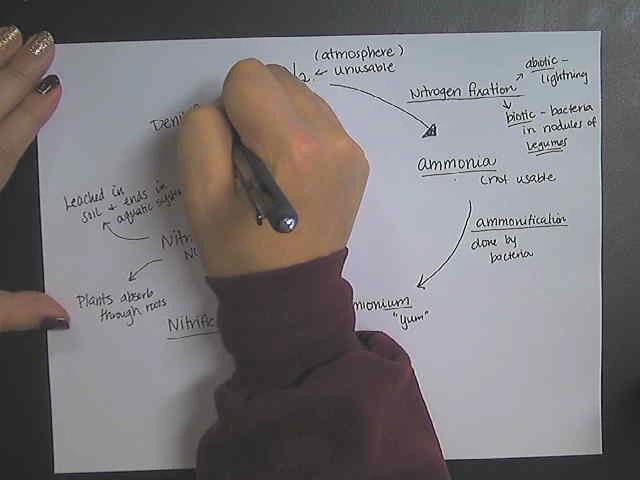 (atmosphere)
← unusable
Nitrogen fixation
abiotic -
lightning
biotic - bacteria
in nodules of
legumes
ammonia
(not usable
ammonification
done by
bacteria
"yum"
Leached in
soil + ends in
aquatic
Plants absorb
through roots